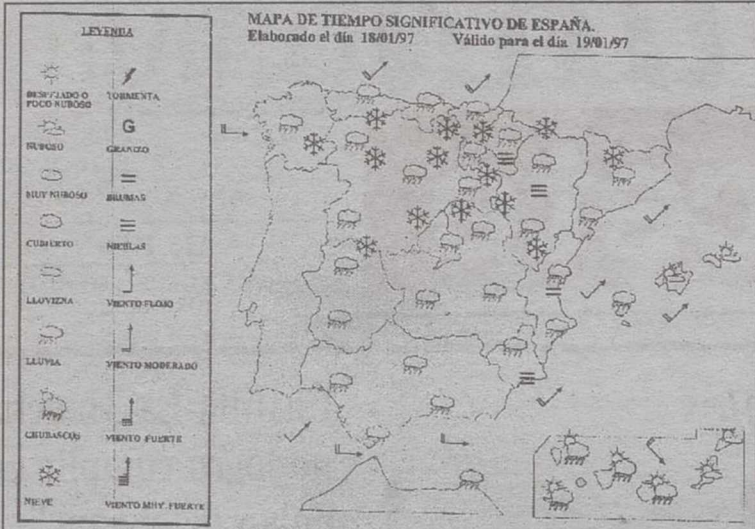 MAPA DE TIEMPO SIGNIFICATIVO DE ESPAÑA.
Elaborado el día 18/01/97 Válido para el día 19/01/97
LEYENDA
DESPEJADO O
POCO NUBOSO
TORMENTA
NUBOSO
G
GRANIZO
MUY NUBOSO
BRUMAS
CUBIERTO
NIEBLAS
LLOVIZNA
VIENTO FLOJO
LLUVIA
VIENTO MODERADO
CHUBASCOS
VIENTO FUERTE
NIEVE
VIENTO MUY FUERTE